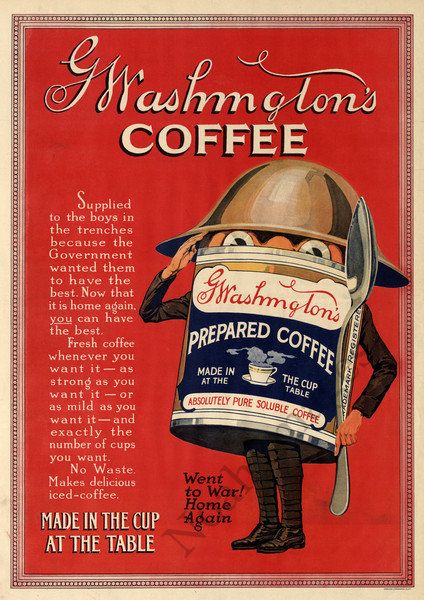 G Washington's
COFFEE
Supplied
to the boys in
the trenches
because the
Government
wanted them
to have the
best. Now that
it is home again,
you can have
the best.
Fresh coffee
whenever you
want it — as
strong as you
want it — or
as mild as you
want it — and
exactly the
number of cups
you want.
No Waste.
Makes delicious
iced-coffee.
MADE IN THE CUP
AT THE TABLE
G Washington's
PREPARED COFFEE
MADE IN
AT THE
THE CUP
TABLE
ABSOLUTELY PURE SOLUBLE COFFEE
TRADEMARK REGISTERED
Went
to War!
Home
Again